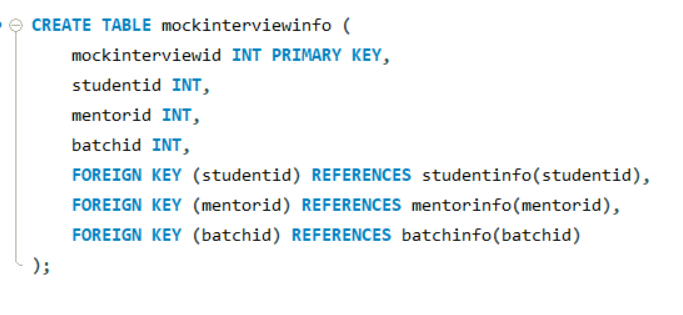 CREATE TABLE mockinterviewinfo (
mockinterviewid INT PRIMARY KEY,
studentid INT,
mentorid INT,
batchid INT,
FOREIGN KEY (studentid) REFERENCES studentinfo(studentid),
FOREIGN KEY (mentorid) REFERENCES mentorinfo(mentorid),
FOREIGN KEY (batchid) REFERENCES batchinfo(batchid)
);